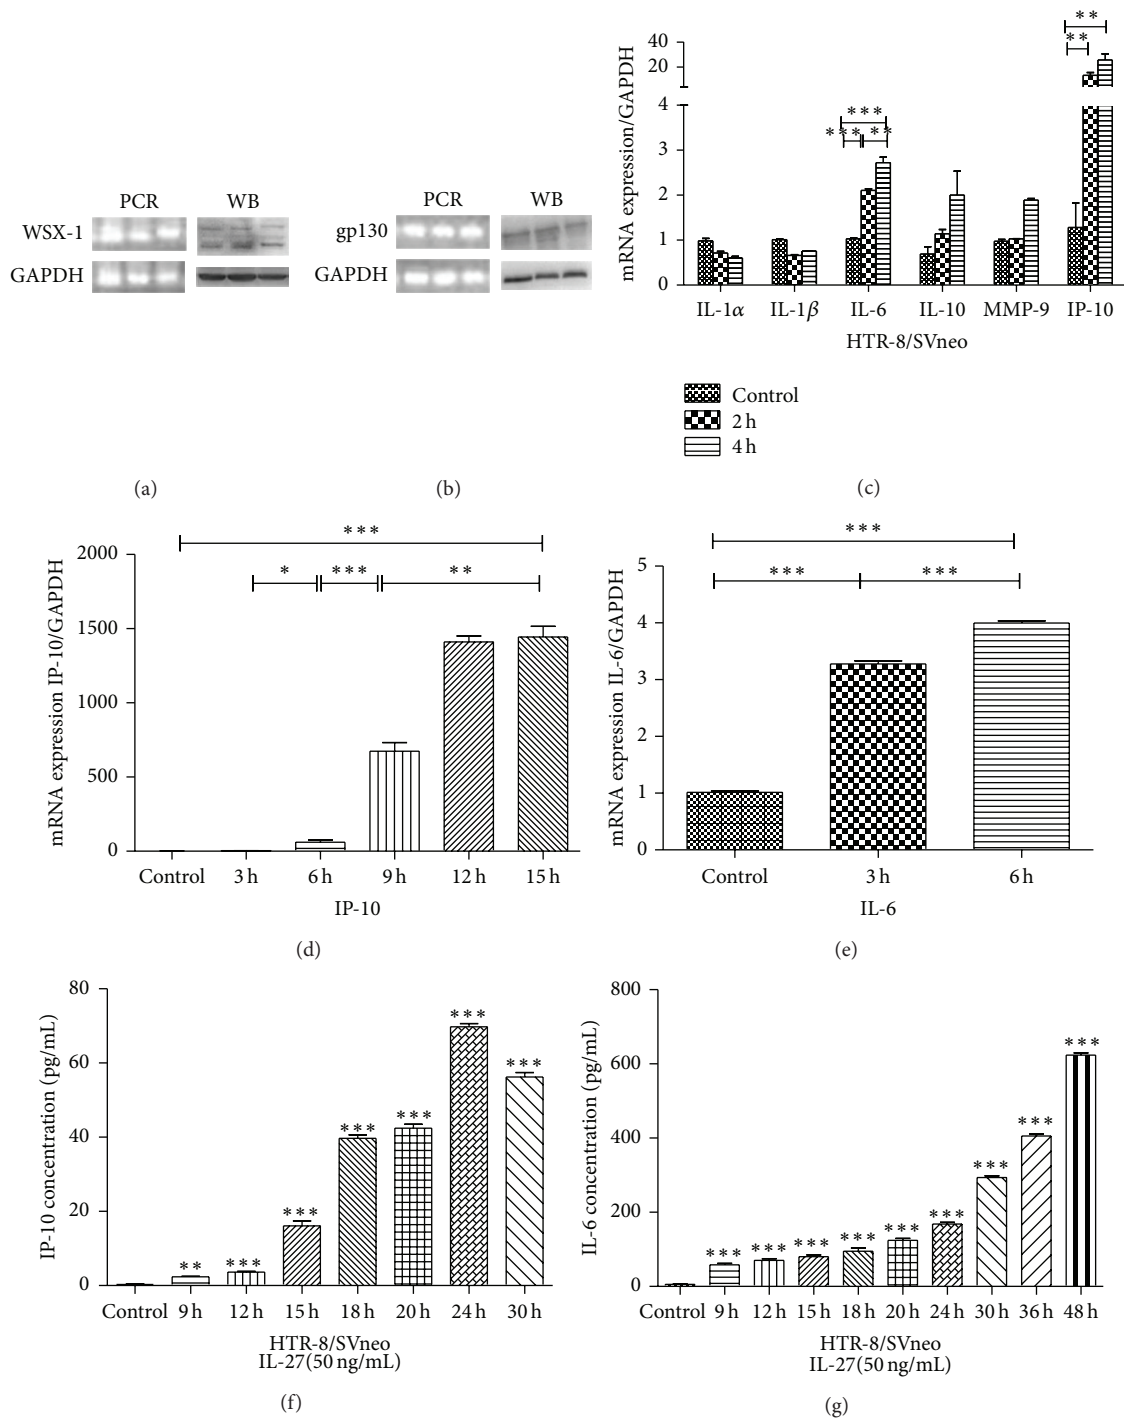 PCR WB
WSX-1
GAPDH
(a)
PCR WB
gp130
GAPDH
(b)
mRNA expression/GAPDH
40
20
4
3
2
1
0
** 
**
***
*** **
IL-1α IL-1β IL-6 IL-10 MMP-9 IP-10
HTR-8/SVneo
Control
2 h
4 h
(c)
mRNA expression IP-10/GAPDH
2000
1500
1000
500
0
***
* *** **
Control 3 h 6 h 9 h 12 h 15 h
IP-10
(d)
mRNA expression IL-6/GAPDH
5
4
3
2
1
0
***
*** ***
Control 3 h 6 h
IL-6
(e)
IP-10 concentration (pg/mL)
80
60
40
20
0
** *** *** *** *** *** ***
Control 9 h 12 h 15 h 18 h 20 h 24 h 30 h
HTR-8/SVneo
IL-27(50 ng/mL)
(f)
IL-6 concentration (pg/mL)
800
600
400
200
0
*** *** *** *** *** *** *** *** ***
Control 9 h 12 h 15 h 18 h 20 h 24 h 30 h 36 h 48 h
HTR-8/SVneo
IL-27(50 ng/mL)
(g)